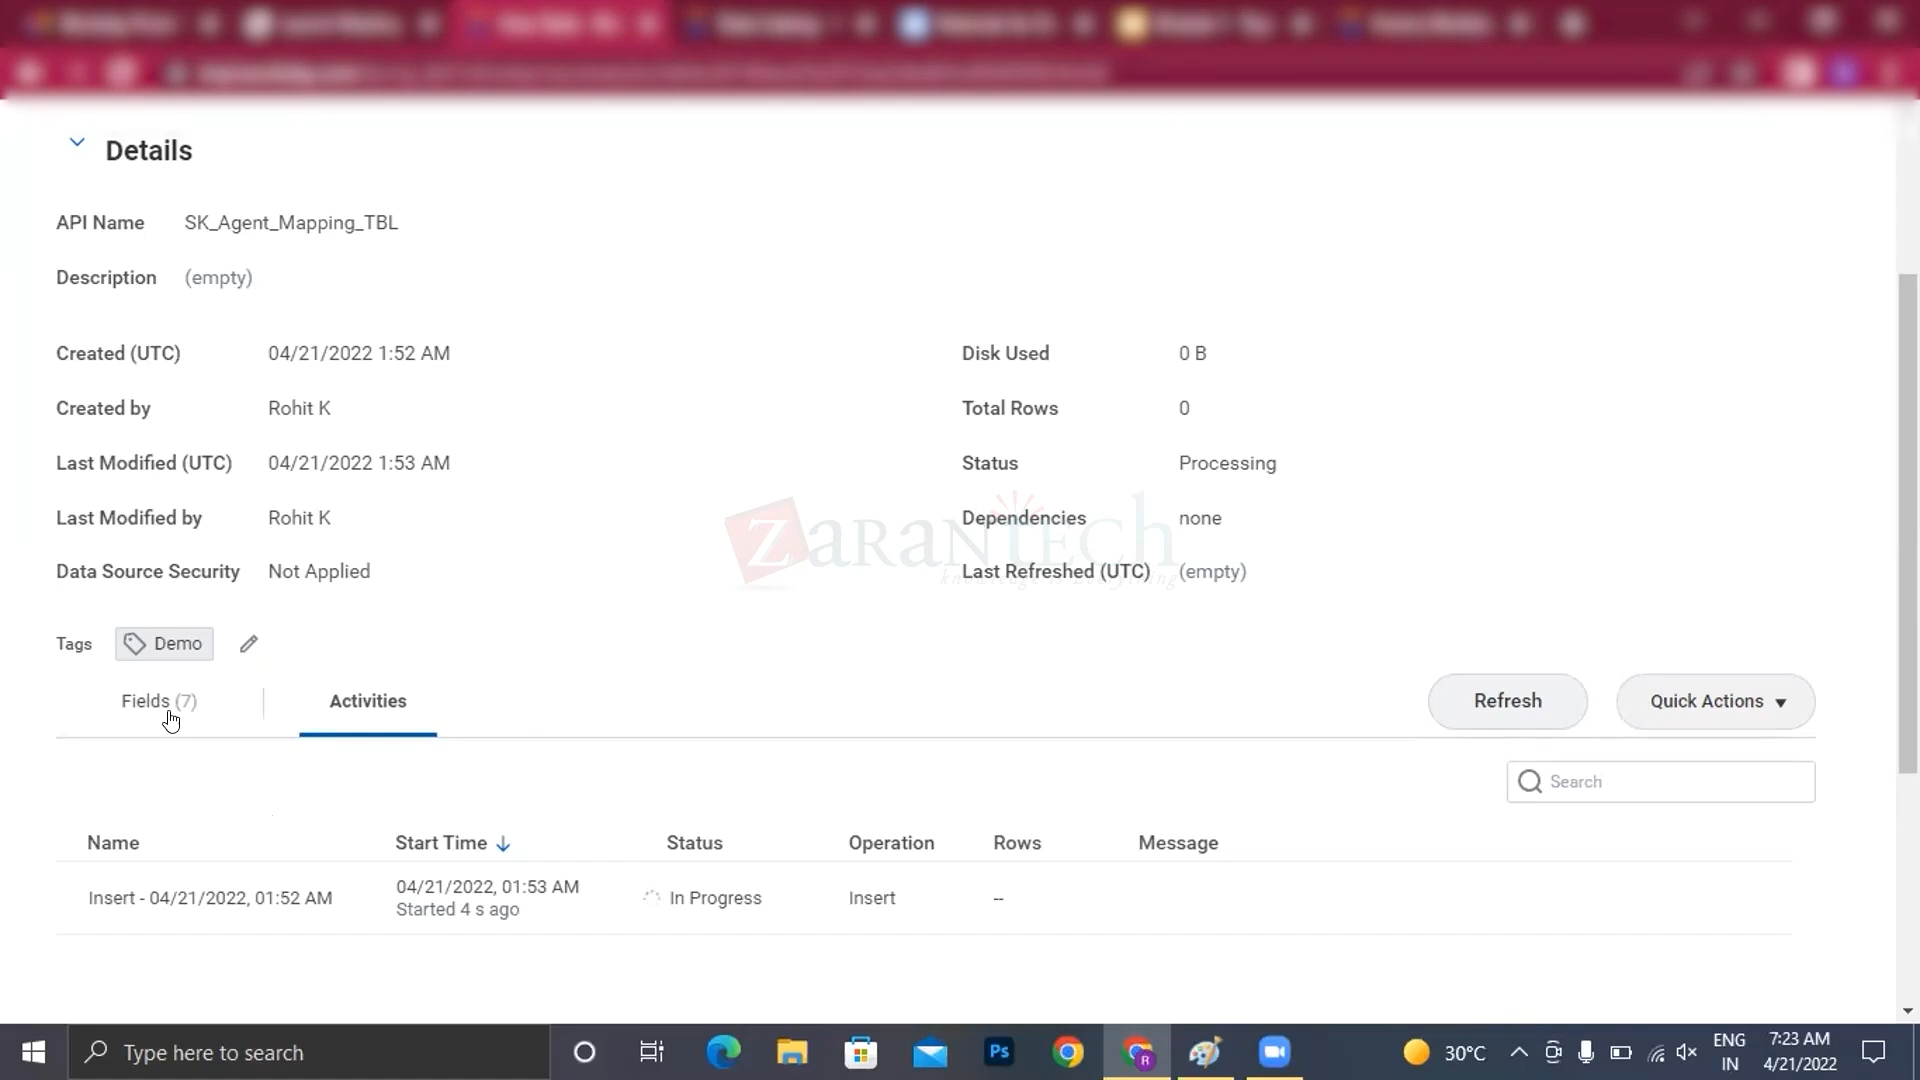 Details
API Name SK_Agent_Mapping_TBL
Description (empty)
Created (UTC) 04/21/2022 1:52 AM Disk Used 0 B
Created by Rohit K Total Rows 0
Last Modified (UTC) 04/21/2022 1:53 AM Status Processing
Last Modified by Rohit K Dependencies none
ZaranTech
knowledge is Everything
Data Source Security Not Applied Last Refreshed (UTC) (empty)
Tags Demo
Fields (7) Activities Refresh Quick Actions
Search
Name Start Time Status Operation Rows Message
Insert - 04/21/2022, 01:52 AM 04/21/2022, 01:53 AM In Progress Insert --
Started 4 s ago
Type here to search Ps R 30°C ENG 7:23 AM
IN 4/21/2022